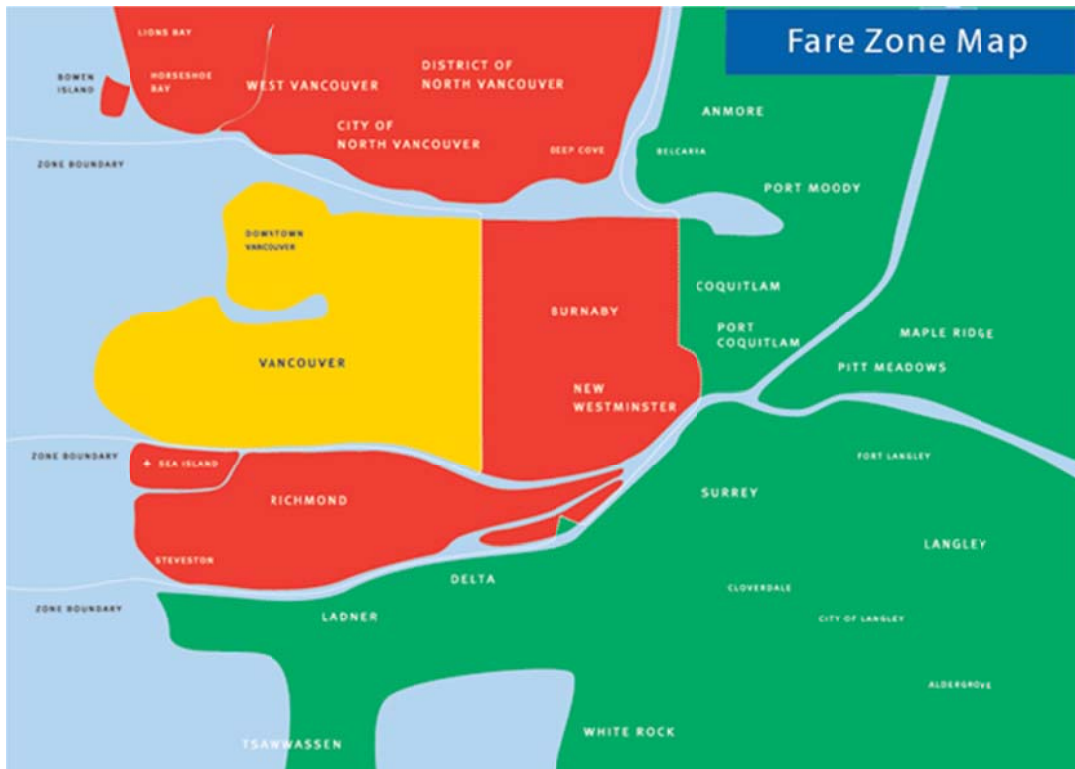 Fare Zone Map
LIONS BAY
BOWEN
ISLAND
HORSESHOE
BAY
WEST VANCOUVER
DISTRICT OF
NORTH VANCOUVER
CITY OF
NORTH VANCOUVER
DEEP COVE
ANMORE
BELCARIA
PORT MOODY
ZONE BOUNDARY
DOWNTOWN
VANCOUVER
BURNABY
COQUITLAM
PORT
COQUITLAM
MAPLE RIDGE
PITT MEADOWS
VANCOUVER
NEW
WESTMINSTER
ZONE BOUNDARY
SEA ISLAND
RICHMOND
STEVESTON
FORT LANGLEY
SURREY
LANGLEY
DELTA
CLOVERDALE
CITY OF LANGLEY
ZONE BOUNDARY
LADNER
ALDERGROVE
WHITE ROCK
TSAWWASSEN